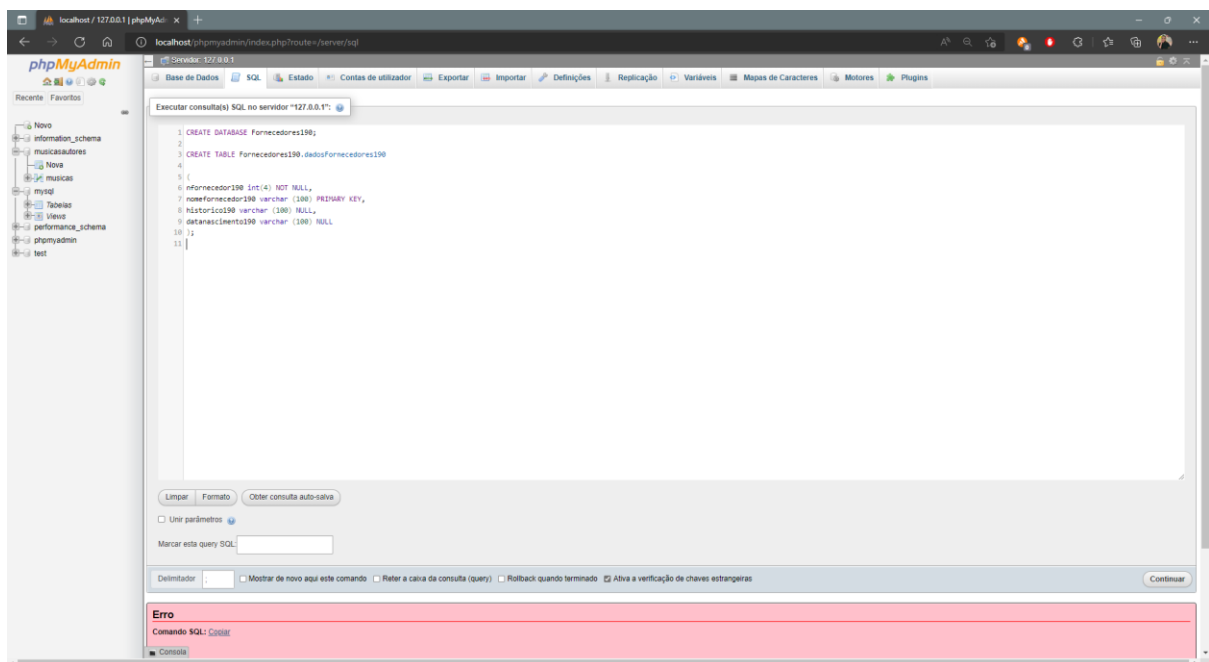 localhost / 127.0.0.1 | phpMyAdm
localhost/phpmyadmin/index.php?route=/server/sql
phpMyAdmin
Recente Favoritos
Novo
information_schema
musicasautores
Nova
musicas
mysql
Tabelas
Views
performance_schema
phpmyadmin
test
Servidor: 127.0.0.1
Base de Dados SQL Estado Contas de utilizador Exportar Importar Definições Replicação Variáveis Mapas de Caracteres Motores Plugins
Executar consulta(s) SQL no servidor "127.0.0.1":
1 CREATE DATABASE Fornecedores190;
2
3 CREATE TABLE Fornecedores190.dadosFornecedores190
4
5 (
6 nfornecedor190 int(4) NOT NULL,
7 nomefornecedor190 varchar (100) PRIMARY KEY,
8 historico190 varchar (100) NULL,
9 datanascimento190 varchar (100) NULL
10 );
11
Limpar Formato Obter consulta auto-salva
Unir parâmetros
Marcar esta query SQL:
Delimitador ; Mostrar de novo aqui este comando Reter a caixa da consulta (query) Rollback quando terminado Ativa a verificação de chaves estrangeiras Continuar
Erro
Comando SQL: Copiar
Consola